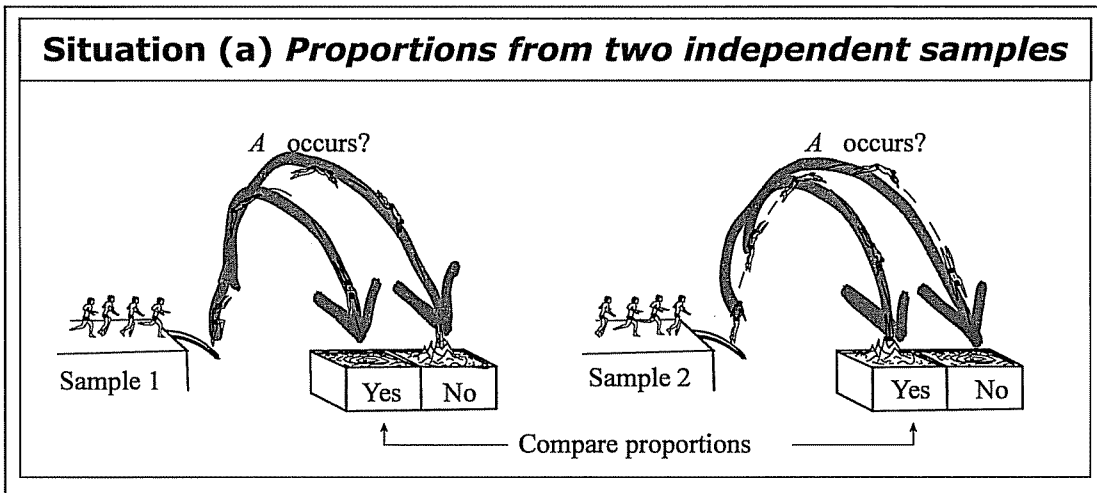 Situation (a) Proportions from two independent samples
A occurs?
A occurs?
Sample 1
Yes
No
Sample 2
Yes
No
Compare proportions